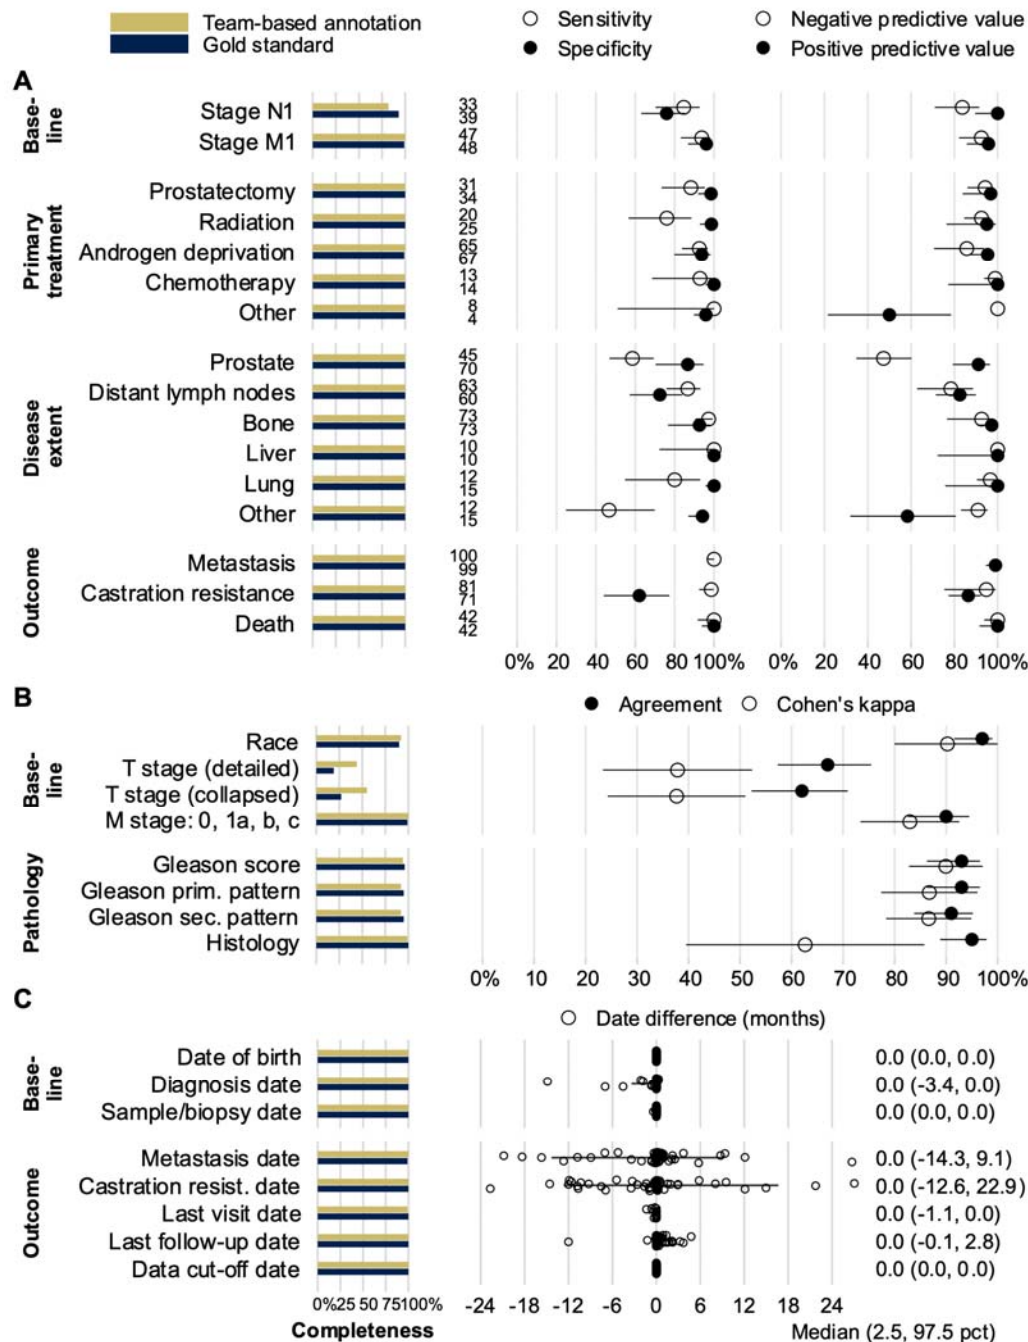 Team-based annotation
Gold standard
Sensitivity
Specificity
Negative predictive value
Positive predictive value
A
Base-
line
Stage N1 33 39
Stage M1 47 48
Primary
treatment
Prostatectomy 31 34
Radiation 20 25
Androgen deprivation 65 67
Chemotherapy 13 14
Other 8 4
Disease
extent
Prostate 45 70
Distant lymph nodes 63 60
Bone 73 73
Liver 10 10
Lung 12 15
Other 12 15
Outcome
Metastasis 100 99
Castration resistance 81 71
Death 42 42
0% 20 40 60 80 100% 0% 20 40 60 80 100%
B
Agreement Cohen's kappa
Base-
line
Race
T stage (detailed)
T stage (collapsed)
M stage: 0, 1a, b, c
Pathology
Gleason score
Gleason prim. pattern
Gleason sec. pattern
Histology
0% 10 20 30 40 50 60 70 80 90 100%
C
Date difference (months)
Base-
line
Date of birth 0.0 (0.0, 0.0)
Diagnosis date 0.0 (-3.4, 0.0)
Sample/biopsy date 0.0 (0.0, 0.0)
Outcome
Metastasis date 0.0 (-14.3, 9.1)
Castration resist. date 0.0 (-12.6, 22.9)
Last visit date 0.0 (-1.1, 0.0)
Last follow-up date 0.0 (-0.1, 2.8)
Data cut-off date 0.0 (0.0, 0.0)
0% 25 50 75 100% -24 -18 -12 -6 0 6 12 18 24
Completeness Median (2.5, 97.5 pct)